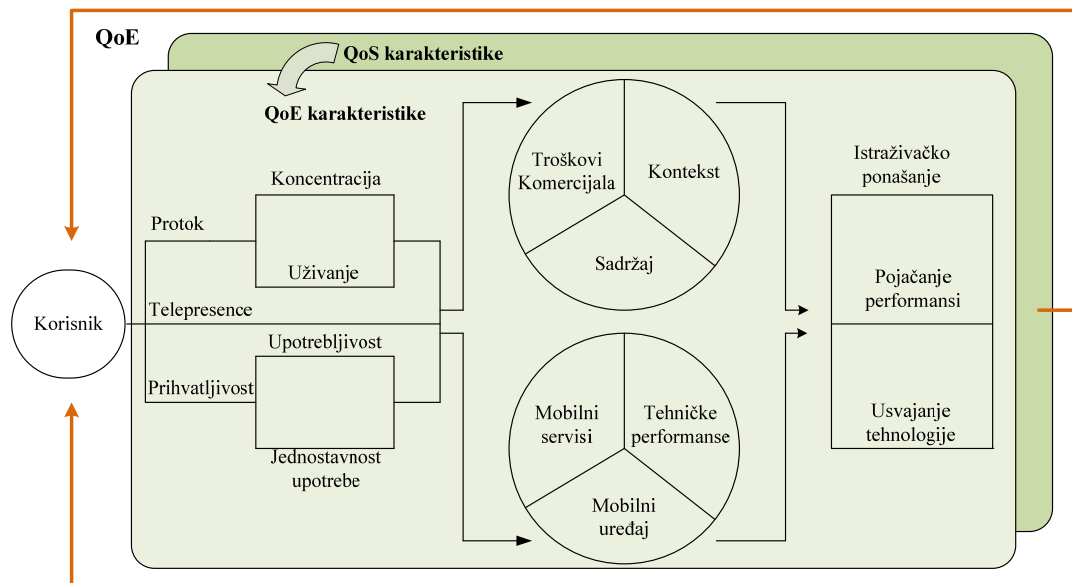 QoE
QoS karakteristike
QoE karakteristike
Korisnik
Protok
Telepresence
Prihvatljivost
Koncentracija
Uživanje
Upotrebljivost
Jednostavnost
upotrebe
Troškovi
Komercijala
Kontekst
Sadržaj
Mobilni
servisi
Tehničke
performanse
Mobilni
uređaj
Istraživačko
ponašanje
Pojačanje
performansi
Usvajanje
tehnologije